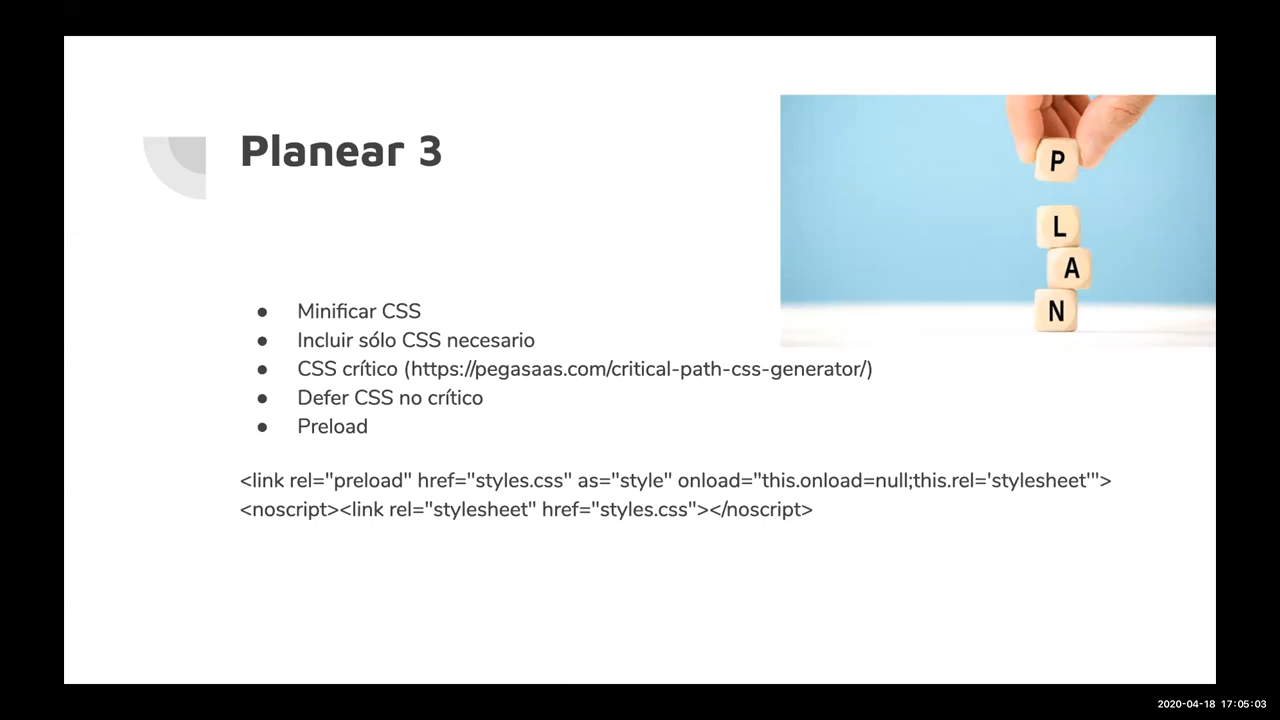 Planear 3
P
L
A
N
● Minificar CSS
● Incluir sólo CSS necesario
● CSS crítico (https://pegasaas.com/critical-path-css-generator/)
● Defer CSS no crítico
● Preload
<link rel="preload" href="styles.css" as="style" onload="this.onload=null;this.rel='stylesheet'">
<noscript><link rel="stylesheet" href="styles.css"></noscript>
2020-04-18 17:05:03